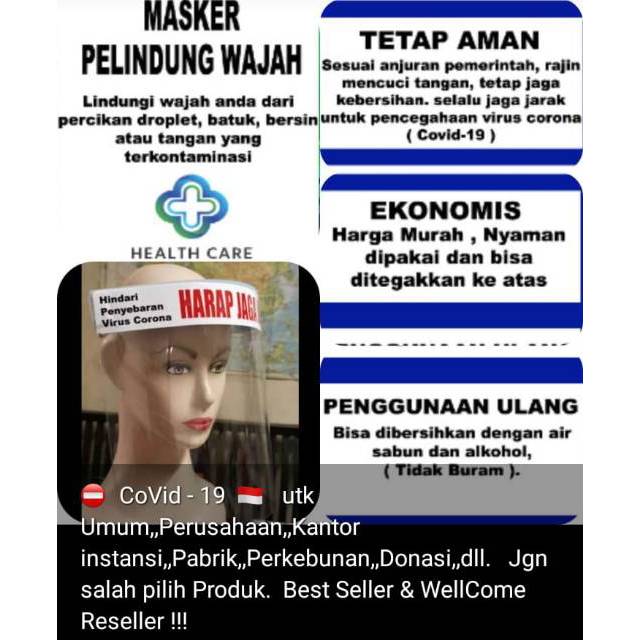 MASKER
PELINDUNG WAJAH
Lindungi wajah anda dari
percikan droplet, batuk, bersin
atau tangan yang
terkontaminasi
HEALTH CARE
Hindari
Penyebaran
Virus Corona
HARAP JAGA
TETAP AMAN
Sesuai anjuran pemerintah, rajin
mencuci tangan, tetap jaga
kebersihan. selalu jaga jarak
untuk pencegahaan virus corona
( Covid-19 )
EKONOMIS
Harga Murah , Nyaman
dipakai dan bisa
ditegakkan ke atas
PENGGUNAAN ULANG
Bisa dibersihkan dengan air
sabun dan alkohol,
( Tidak Buram ).
CoVid - 19 utk
Umum,,Perusahaan,,Kantor
instansi,,Pabrik,,Perkebunan,,Donasi,,dll. Jgn
salah pilih Produk. Best Seller & WellCome
Reseller !!!